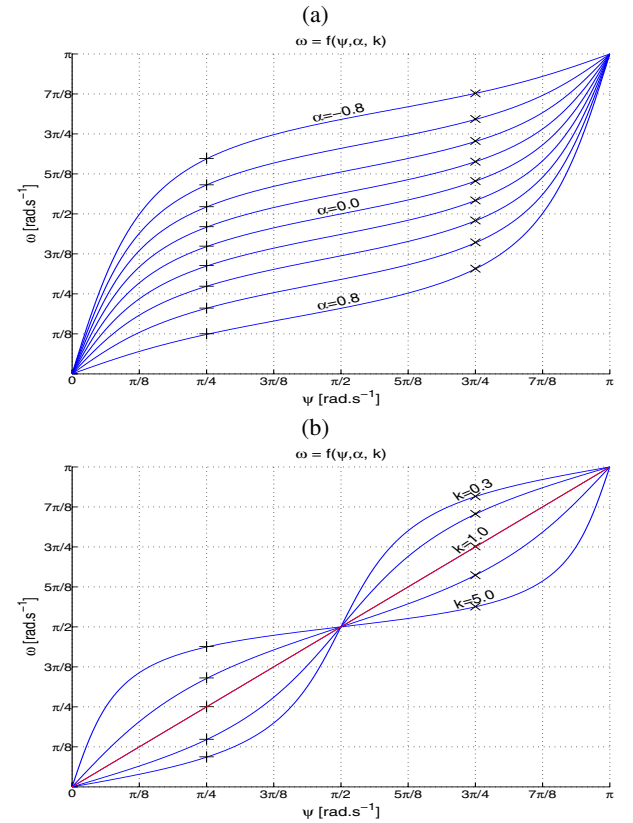 (a)
ω = f(ψ,α, k)
π
7π/8
3π/4
5π/8
π/2
3π/8
π/4
π/8
ω [rad.s⁻¹]
α=−0.8
α=0.0
α=0.8
0 π/8 π/4 3π/8 π/2 5π/8 3π/4 7π/8 π
ψ [rad.s⁻¹]
(b)
ω = f(ψ,α, k)
π
7π/8
3π/4
5π/8
π/2
3π/8
π/4
π/8
ω [rad.s⁻¹]
k=0.3
k=1.0
k=5.0
0 π/8 π/4 3π/8 π/2 5π/8 3π/4 7π/8 π
ψ [rad.s⁻¹]